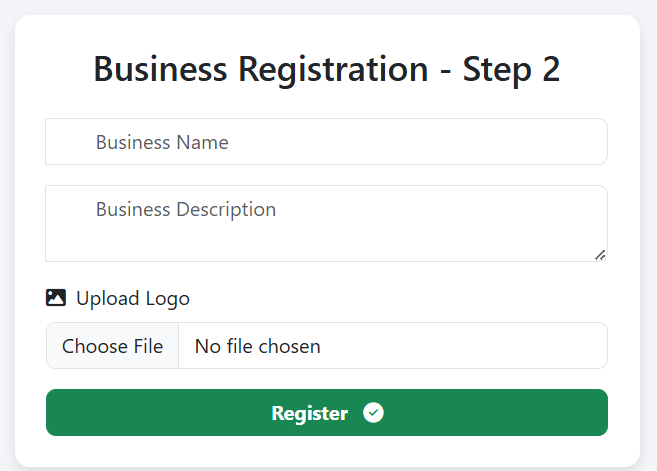 Business Registration - Step 2
Business Name
Business Description
Upload Logo
Choose File No file chosen
Register